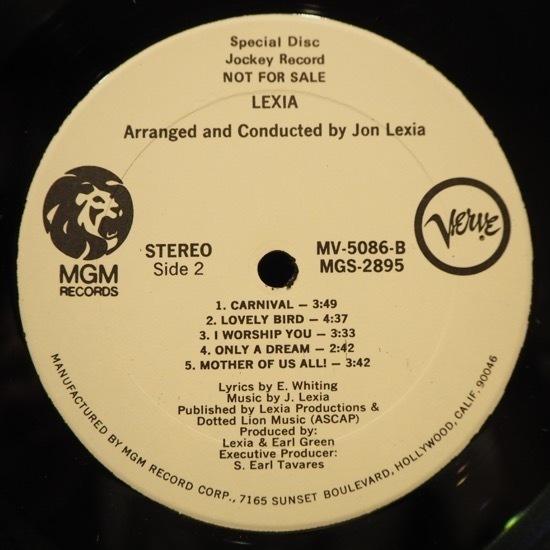 Special Disc
Jockey Record
NOT FOR SALE
LEXIA
Arranged and Conducted by Jon Lexia
MGM
RECORDS
STEREO
Side 2
MV-5086-B
MGS-2895
Verve
1. CARNIVAL — 3:49
2. LOVELY BIRD — 4:37
3. I WORSHIP YOU — 3:33
4. ONLY A DREAM — 2:42
5. MOTHER OF US ALL! — 3:42
Lyrics by E. Whiting
Music by J. Lexia
Published by Lexia Productions &
Dotted Lion Music (ASCAP)
Produced by:
Lexia & Earl Green
Executive Producer:
S. Earl Tavares
MANUFACTURED BY MGM RECORD CORP., 7165 SUNSET BOULEVARD, HOLLYWOOD, CALIF. 90046